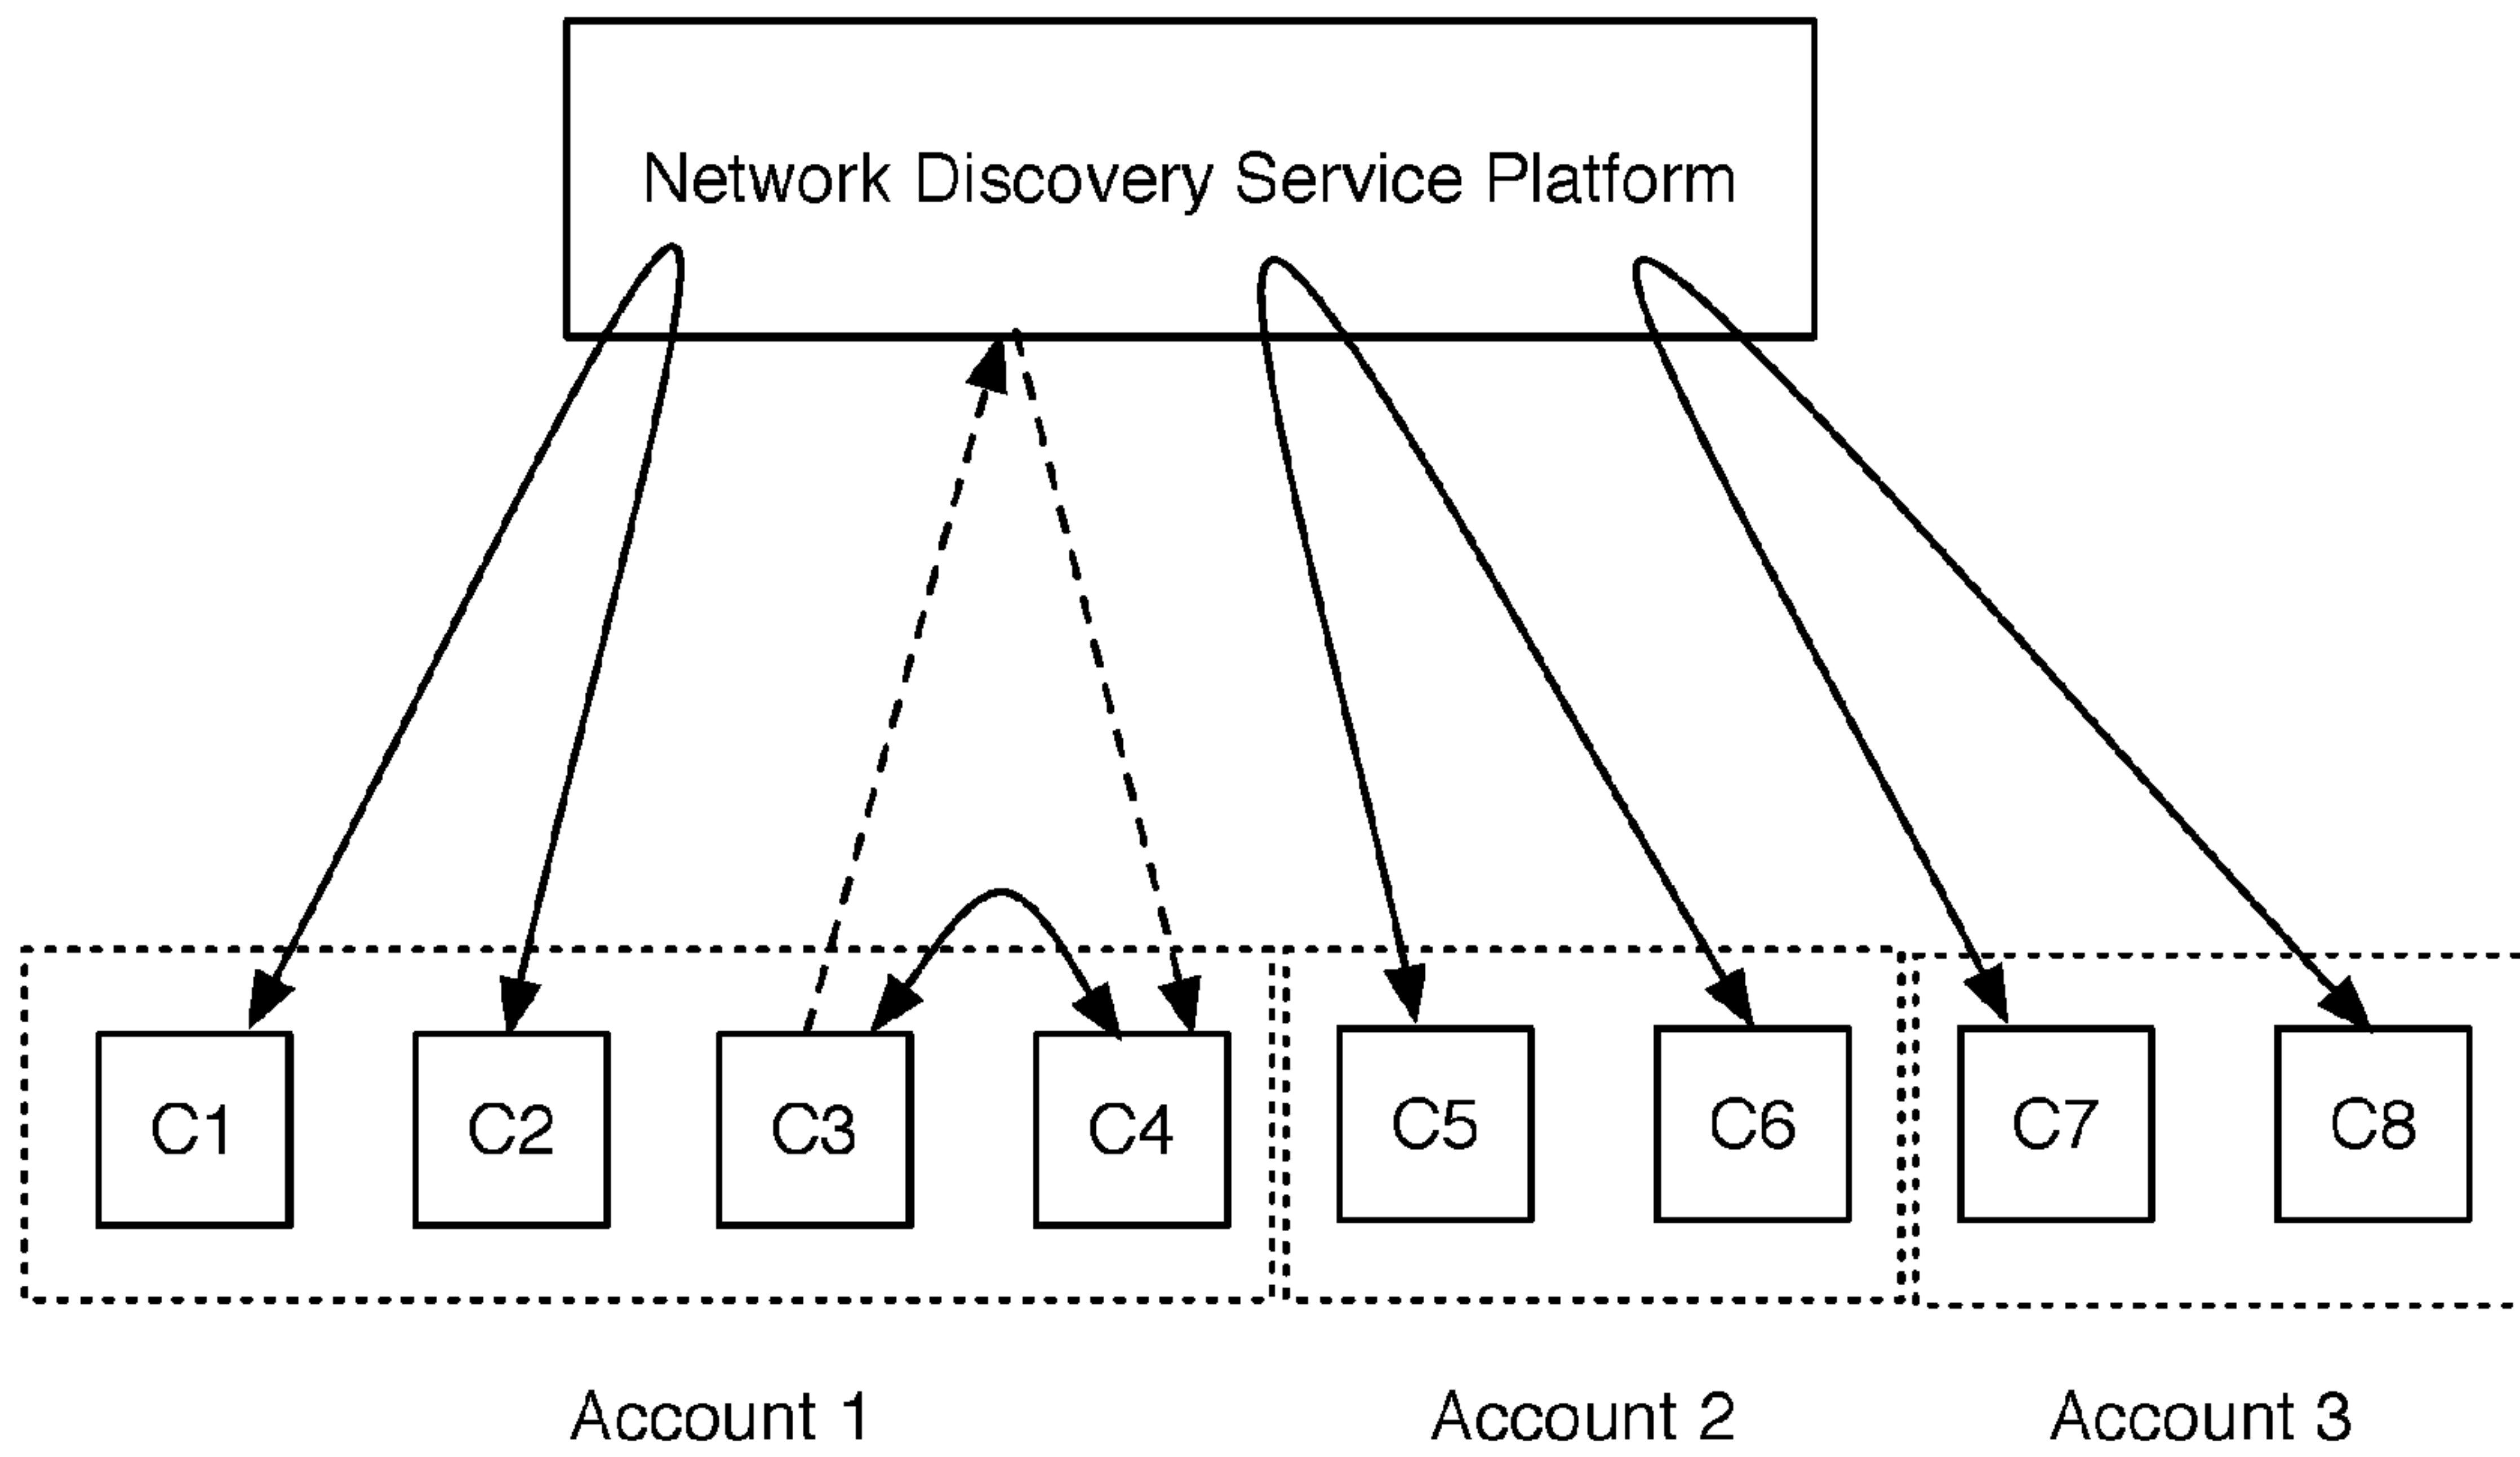 Network Discovery Service Platform
C1 C2 C3 C4 C5 C6 C7 C8
Account 1 Account 2 Account 3